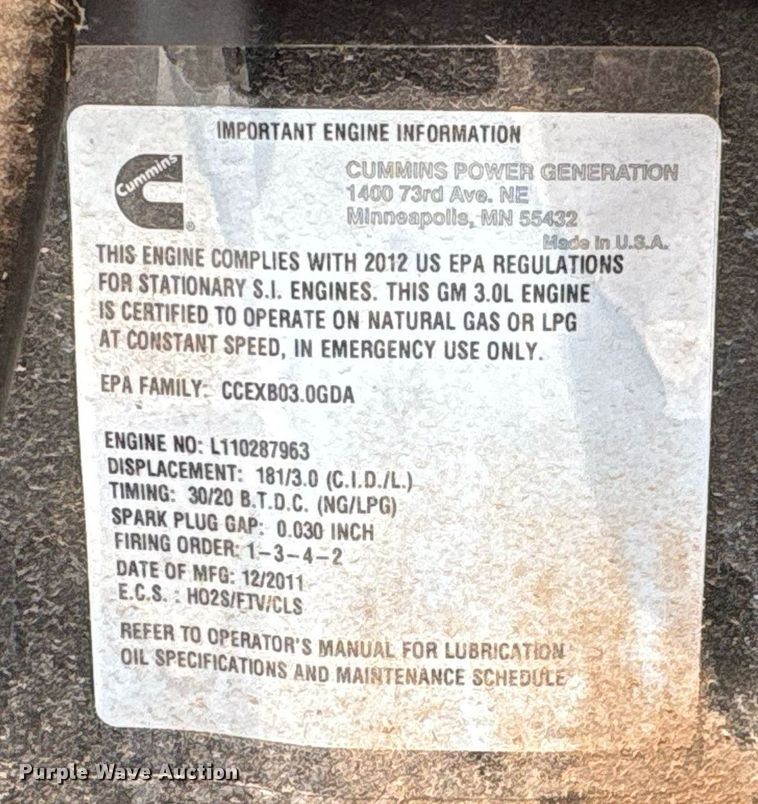 IMPORTANT ENGINE INFORMATION
Cummins
CUMMINS POWER GENERATION
1400 73rd Ave. NE
Minneapolis, MN 55432
Made in U.S.A.
THIS ENGINE COMPLIES WITH 2012 US EPA REGULATIONS
FOR STATIONARY S.I. ENGINES. THIS GM 3.0L ENGINE
IS CERTIFIED TO OPERATE ON NATURAL GAS OR LPG
AT CONSTANT SPEED, IN EMERGENCY USE ONLY.
EPA FAMILY: CCEXB03.0GDA
ENGINE NO: L110287963
DISPLACEMENT: 181/3.0 (C.I.D./L.)
TIMING: 30/20 B.T.D.C. (NG/LPG)
SPARK PLUG GAP: 0.030 INCH
FIRING ORDER: 1-3-4-2
DATE OF MFG: 12/2011
E.C.S. : HO2S/FTV/CLS
REFER TO OPERATOR'S MANUAL FOR LUBRICATION
OIL SPECIFICATIONS AND MAINTENANCE SCHEDULE
Purple Wave Auction